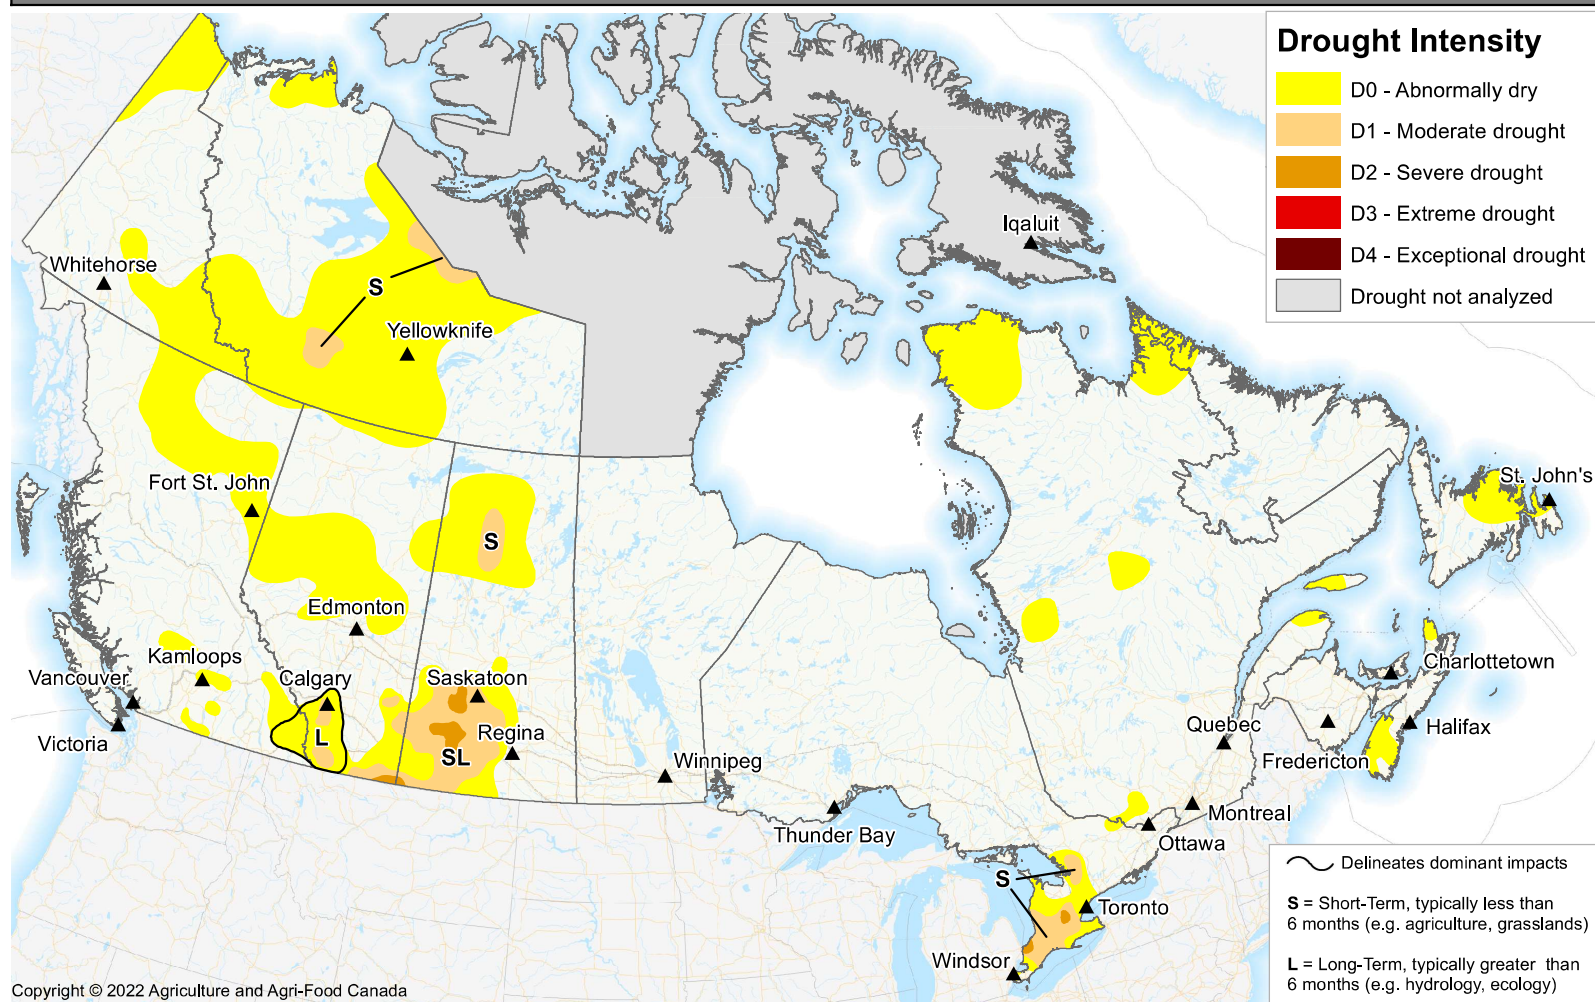 Drought Intensity
D0 - Abnormally dry
D1 - Moderate drought
D2 - Severe drought
D3 - Extreme drought
D4 - Exceptional drought
Drought not analyzed
Iqaluit
Whitehorse
S
Yellowknife
Fort St. John
St. John's
S
Edmonton
Kamloops
Vancouver
Calgary
Saskatoon
Charlottetown
Victoria
L
Regina
SL
Quebec
Halifax
Fredericton
Winnipeg
Thunder Bay
Montreal
Ottawa
S
Toronto
Windsor
Delineates dominant impacts
S = Short-Term, typically less than
6 months (e.g. agriculture, grasslands)
L = Long-Term, typically greater than
6 months (e.g. hydrology, ecology)
Copyright © 2022 Agriculture and Agri-Food Canada